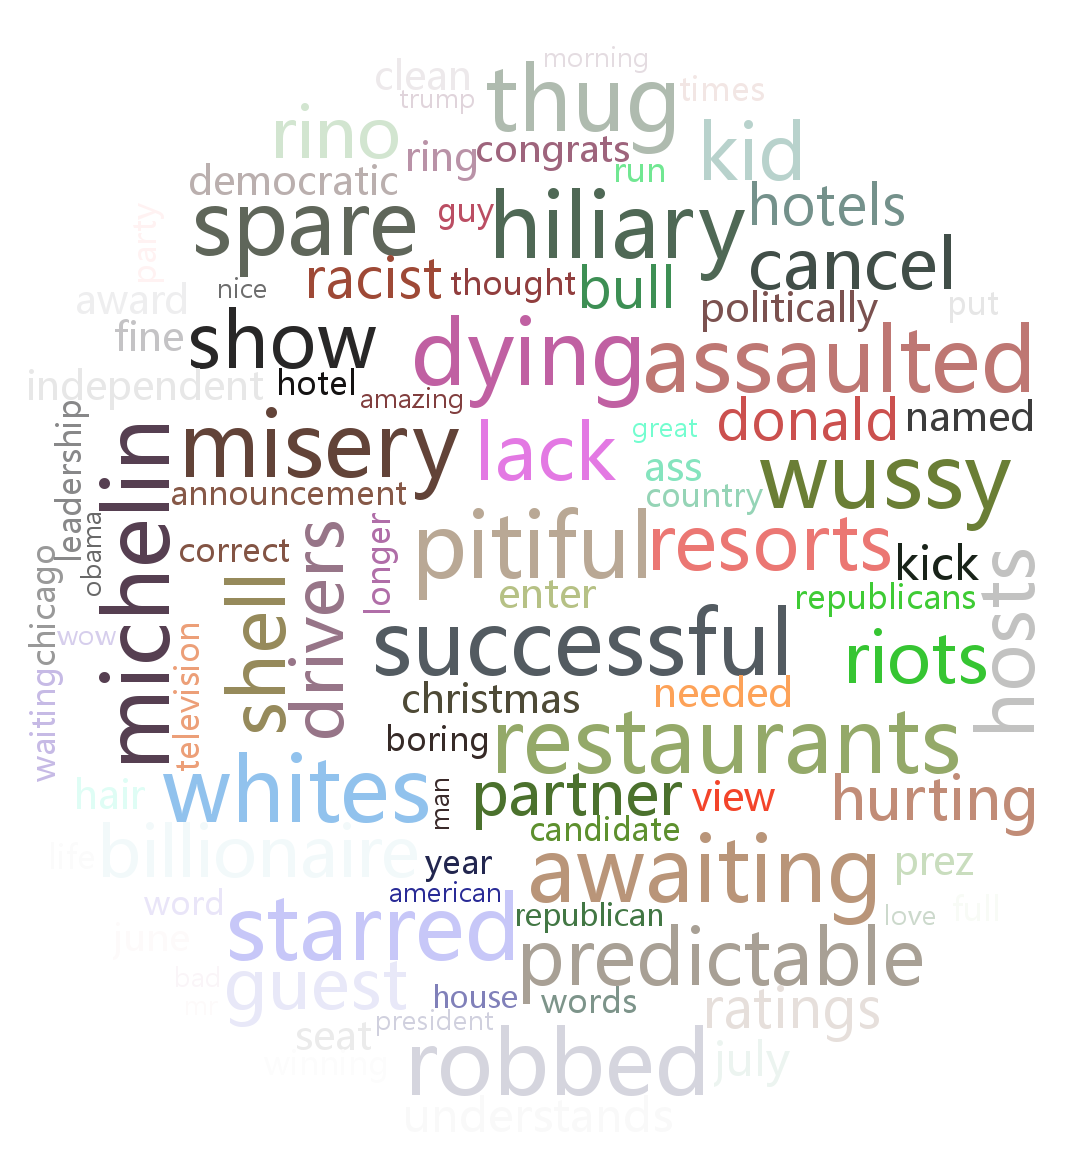 morning
clean
thug
times
trump
rino
kid
ring
congrats
run
democratic
spare
guy
hiliary
hotels
party
cancel
racist
thought
bull
nice
award
politically
put
fine
show
dying
assaulted
independent
hotel
amazing
donald
named
leadership
michelin
misery
lack
great
wussy
ass
country
announcement
obama
correct
drivers
longer
pitiful
resorts
kick
hosts
chicago
shell
enter
republicans
wow
successful
riots
waiting
television
christmas
needed
boring
restaurants
hair
whites
man
partner
view
hurting
candidate
life
billionaire
year
awaiting
prez
american
word
starred
republican
love
full
june
predictable
bad
guest
house
words
ratings
mr
president
seat
robbed
july
winning
understands